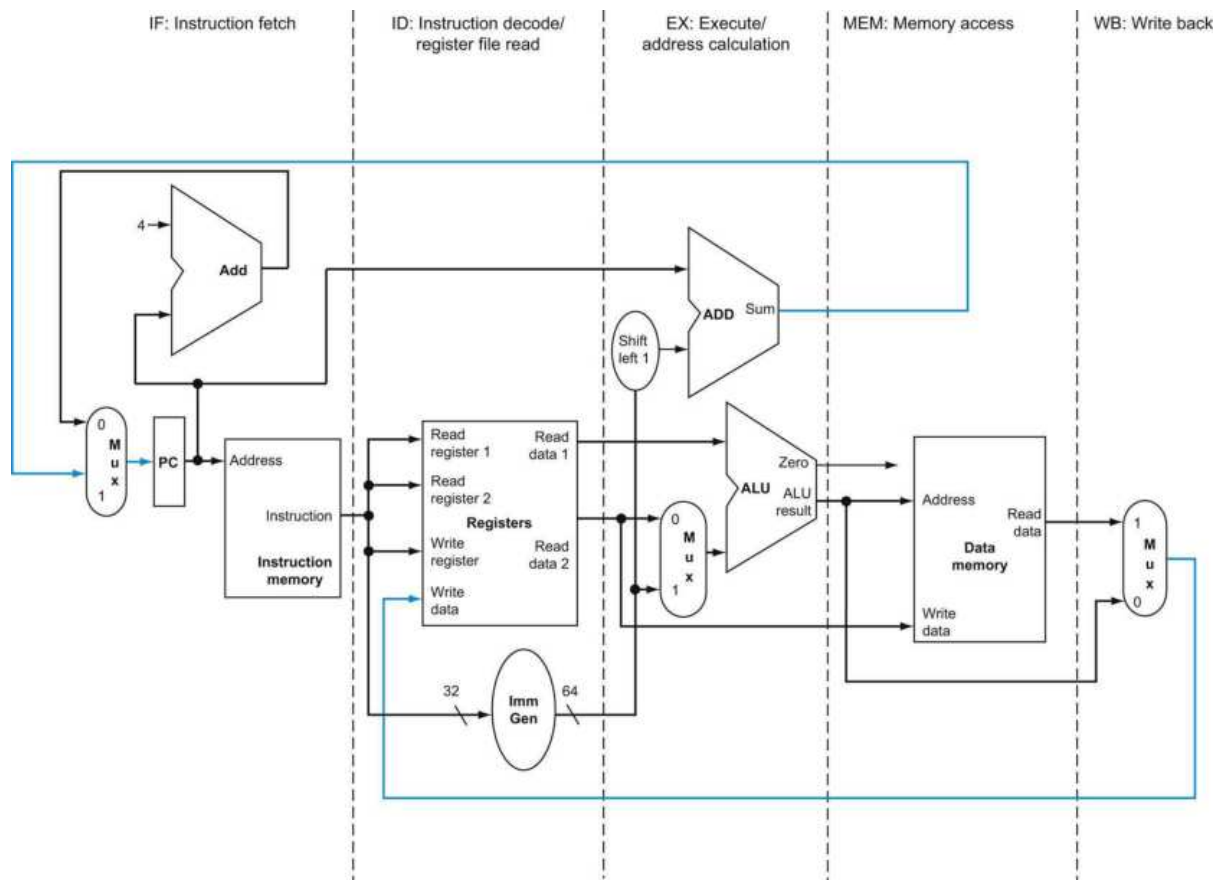 IF: Instruction fetch
ID: Instruction decode/
register file read
EX: Execute/
address calculation
MEM: Memory access
WB: Write back
4
Add
ADD
Sum
Shift
left 1
0
M
u
x
1
PC
Address
Instruction
Instruction
memory
Read
register 1
Read
register 2
Write
register
Write
data
Registers
Read
data 1
Read
data 2
0
M
u
x
1
Zero
ALU
ALU
result
Address
Read
data
Data
memory
Write
data
1
M
u
x
0
32
Imm
Gen
64